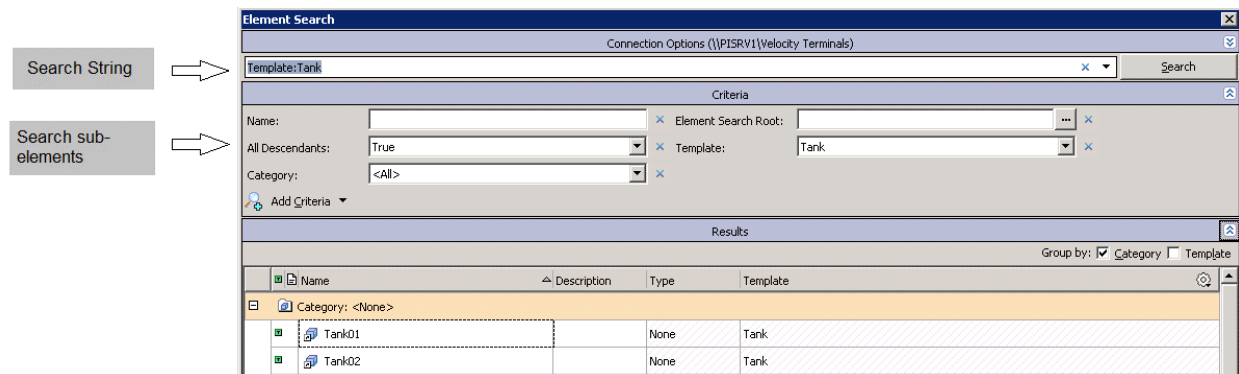 Element Search
Connection Options (\\PISRV1\Velocity Terminals)
Search String
Template:Tank
Search
Criteria
Name:
Element Search Root:
...
Search sub-
elements
All Descendants:
True
Template:
Tank
Category:
<All>
Add Criteria
Results
Group by:
Category
Template
Name
Description
Type
Template
Category: <None>
Tank01
None
Tank
Tank02
None
Tank